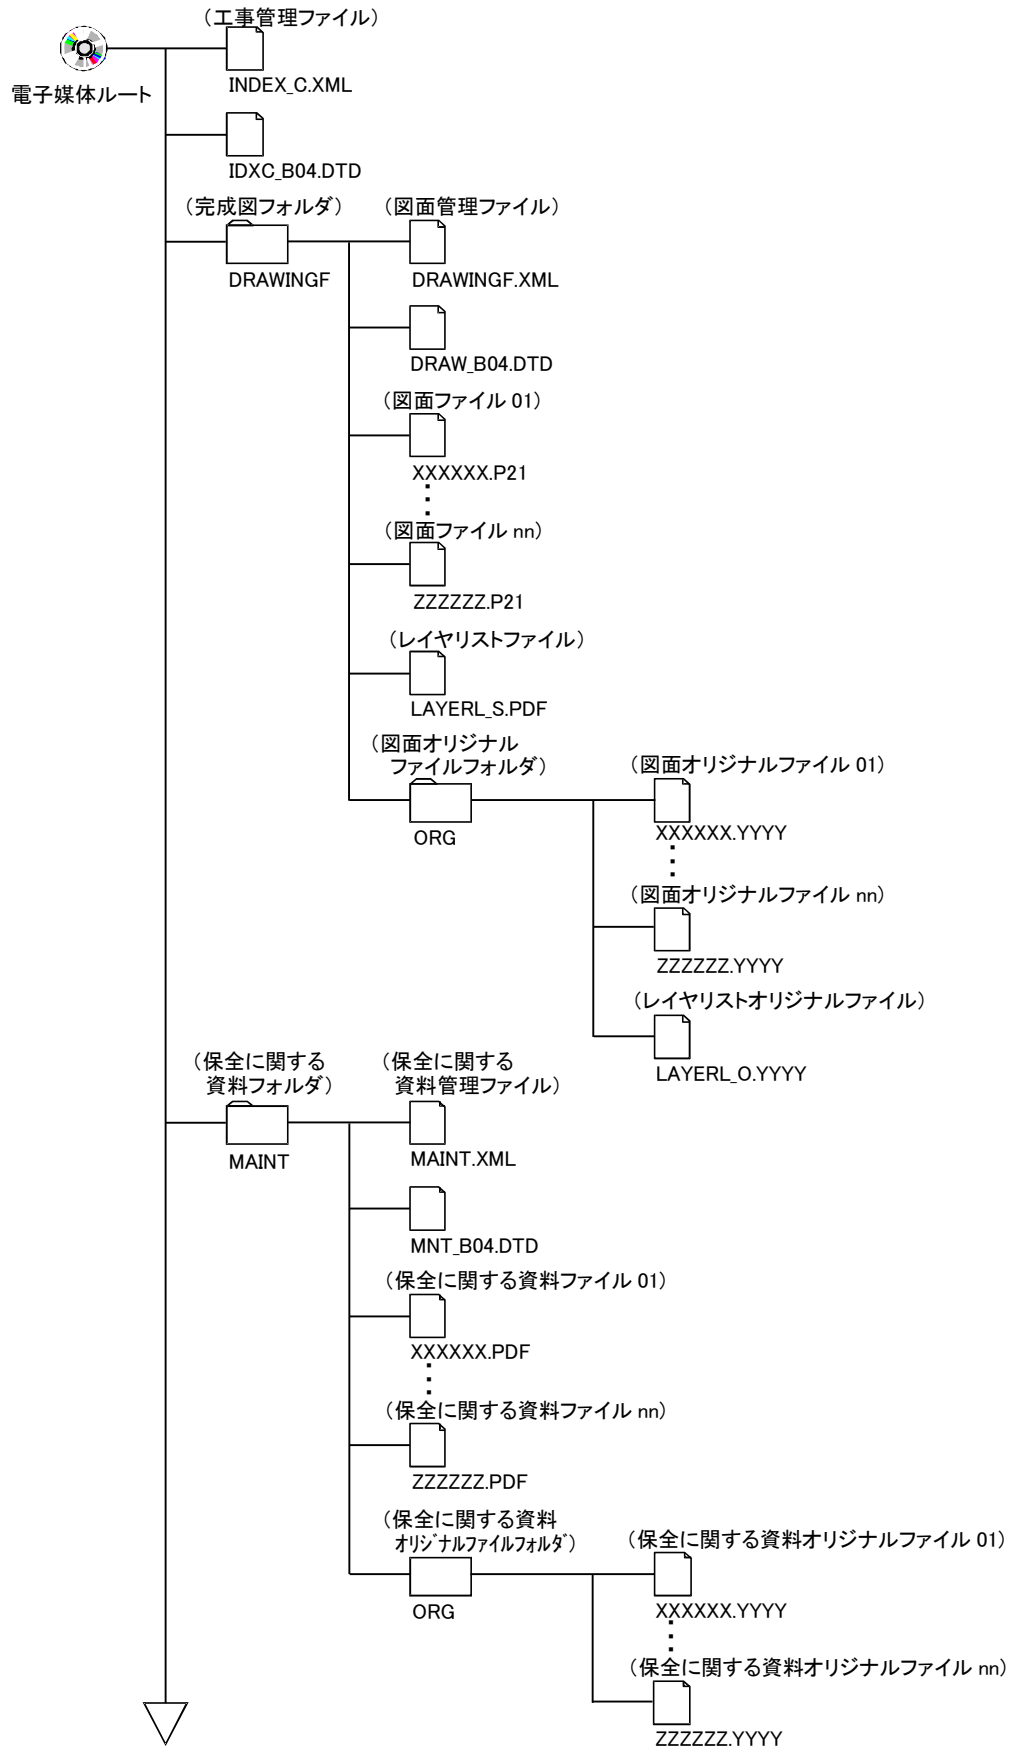 （工事管理ファイル）
INDEX_C.XML
電子媒体ルート
IDXC_B04.DTD
（完成図フォルダ）
DRAWINGF
（図面管理ファイル）
DRAWINGF.XML
DRAW_B04.DTD
（図面ファイル 01）
XXXXXX.P21
（図面ファイル nn）
ZZZZZZ.P21
（レイヤリストファイル）
LAYERL_S.PDF
（図面オリジナル
ファイルフォルダ）
ORG
（図面オリジナルファイル 01）
XXXXXX.YYYY
（図面オリジナルファイル nn）
ZZZZZZ.YYYY
（レイヤリストオリジナルファイル）
LAYERL_O.YYYY
（保全に関する
資料フォルダ）
MAINT
（保全に関する
資料管理ファイル）
MAINT.XML
MNT_B04.DTD
（保全に関する資料ファイル 01）
XXXXXX.PDF
（保全に関する資料ファイル nn）
ZZZZZZ.PDF
（保全に関する資料
オリジナルファイルフォルダ）
ORG
（保全に関する資料オリジナルファイル 01）
XXXXXX.YYYY
（保全に関する資料オリジナルファイル nn）
ZZZZZZ.YYYY